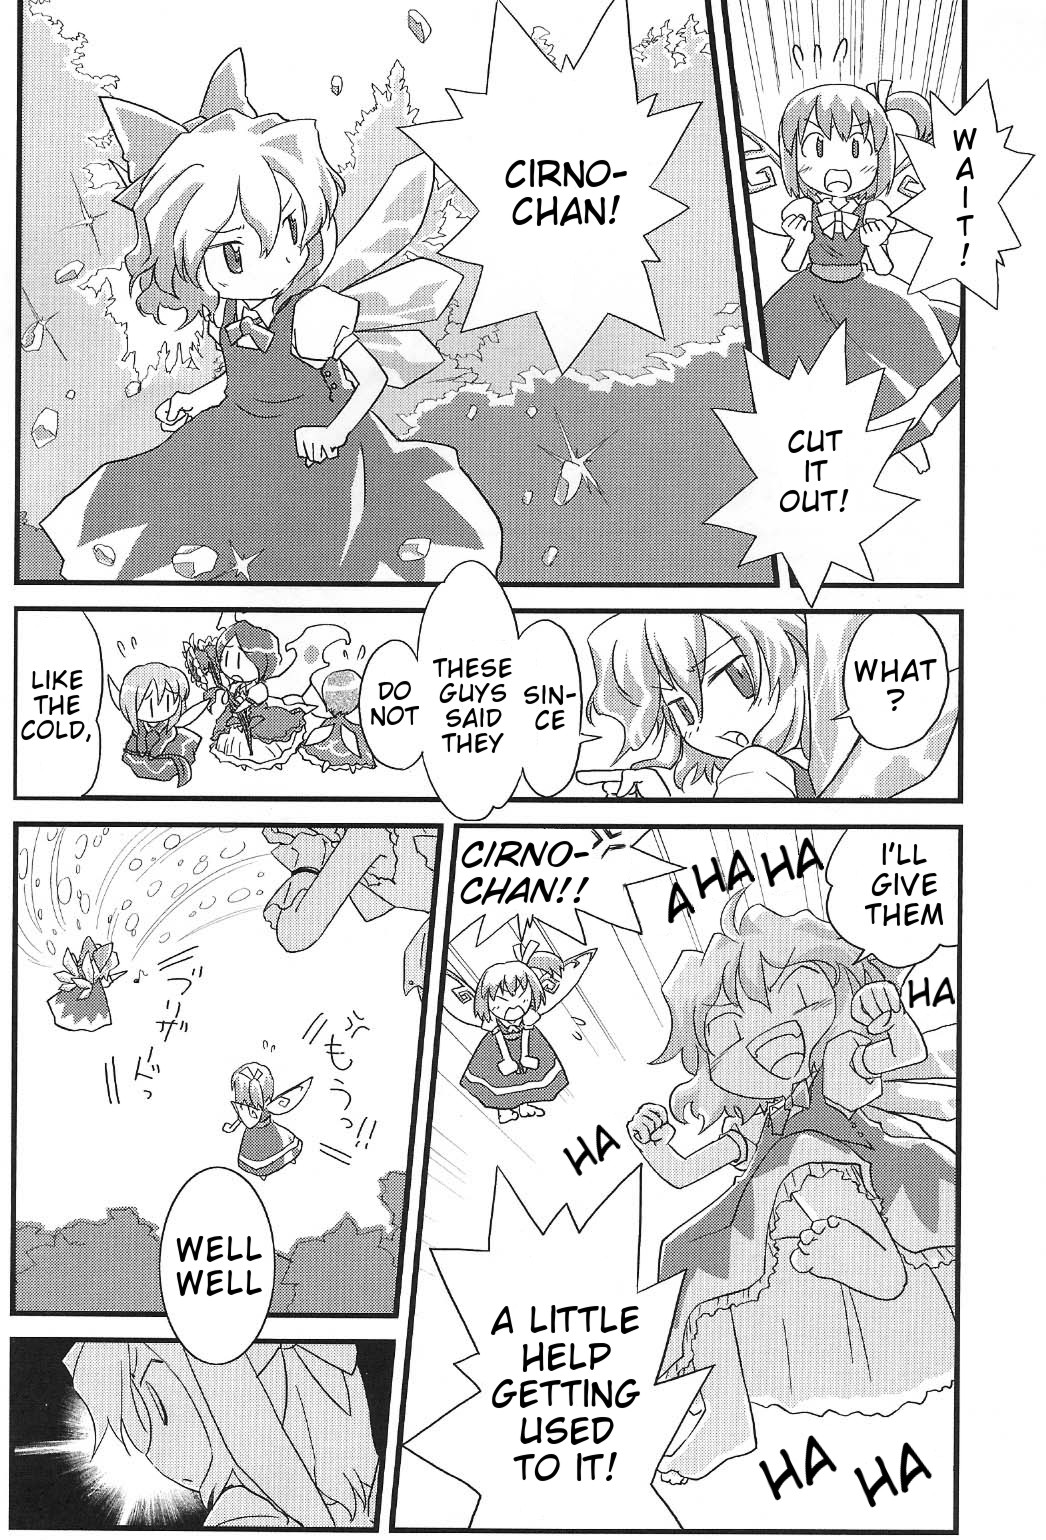 WAIT!
CUT
IT
OUT!
CIRNO-
CHAN!
WHAT
?
SIN-
CE
THESE
GUYS
SAID
THEY
DO
NOT
LIKE
THE
COLD,
I'LL
GIVE
THEM
AHAHA
HA
CIRNO-
CHAN!!
HA
A LITTLE
HELP
GETTING
USED
TO IT!
HA
HA
♪
ブリザードっ
もうっ!!
WELL
WELL